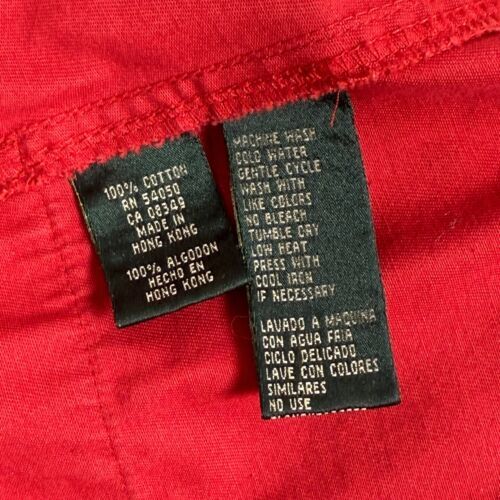 100% COTTON
RN 54050
CA 08349
MADE IN
HONG KONG
100% ALGODON
HECHO EN
HONG KONG
MACHINE WASH
COLD WATER
GENTLE CYCLE
WASH WITH
LIKE COLORS
NO BLEACH
TUMBLE DRY
LOW HEAT
PRESS WITH
COOL IRON
IF NECESSARY
LAVADO A MAQUINA
CON AGUA FRIA
CICLO DELICADO
LAVE CON COLORES
SIMILARES
NO USE